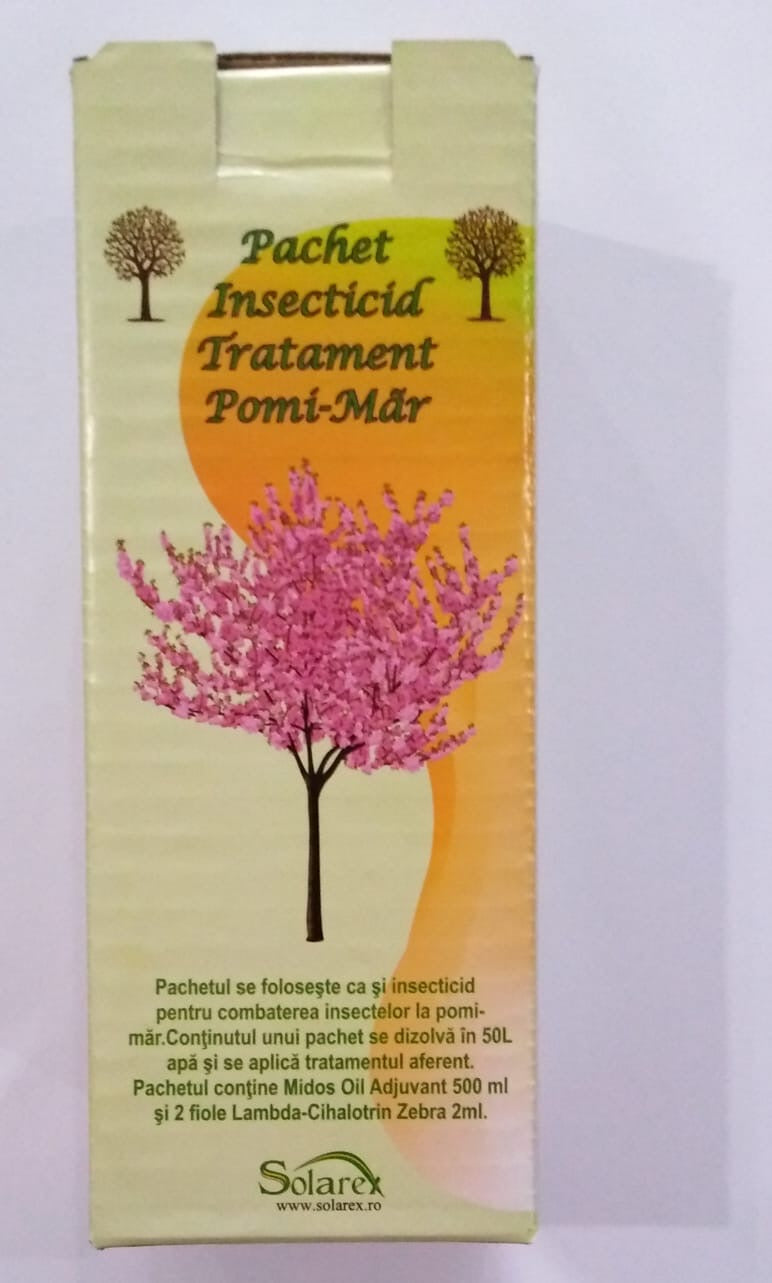 Pachet
Insecticid
Tratament
Pomi-Măr
Pachetul se foloseşte ca şi insecticid
pentru combaterea insectelor la pomi-
măr.Conţinutul unui pachet se dizolvă în 50L
apă şi se aplică tratamentul aferent.
Pachetul conţine Midos Oil Adjuvant 500 ml
şi 2 fiole Lambda-Cihalotrin Zebra 2ml.
Solarex
www.solarex.ro